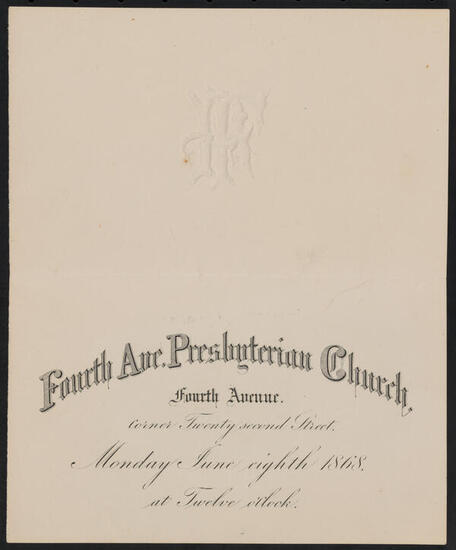 Fourth Ave. Presbyterian Church,
Fourth Avenue.
corner Twenty second Street,
Monday June eighth 1868.
at Twelve o'clock.